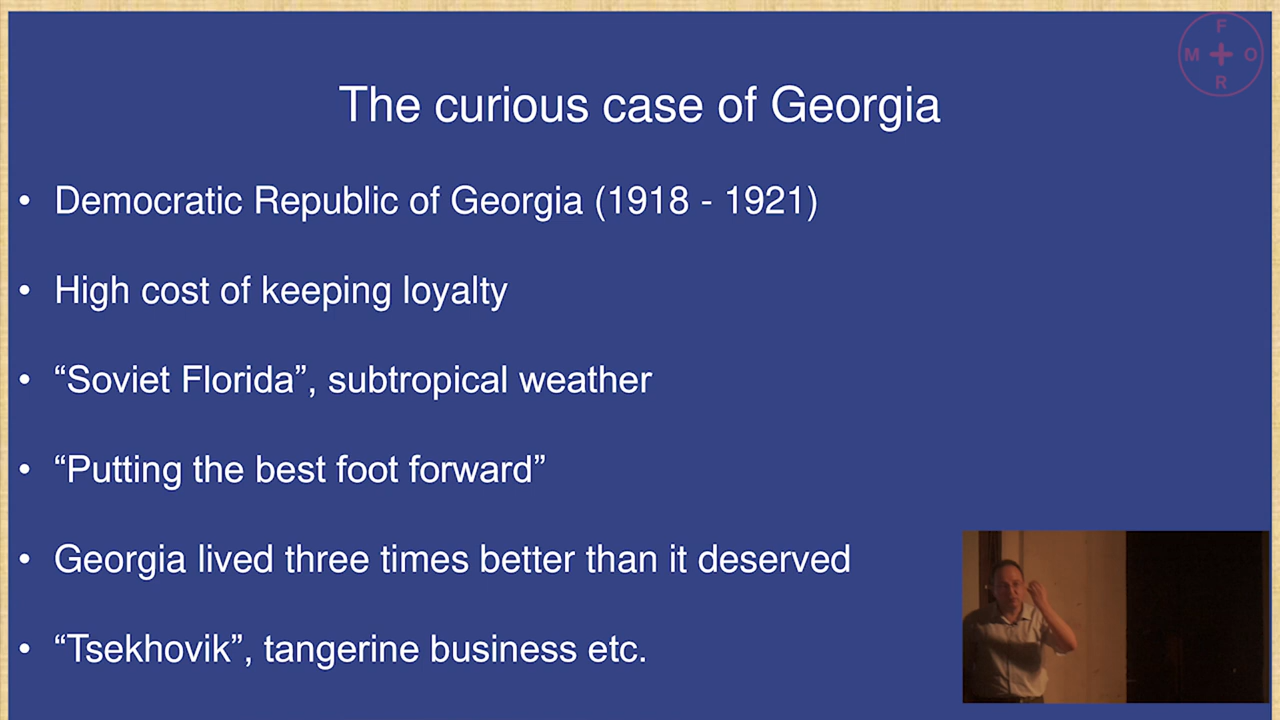 F
M O
R
The curious case of Georgia
• Democratic Republic of Georgia (1918 - 1921)
• High cost of keeping loyalty
• “Soviet Florida”, subtropical weather
• “Putting the best foot forward”
• Georgia lived three times better than it deserved
• “Tsekhovik”, tangerine business etc.